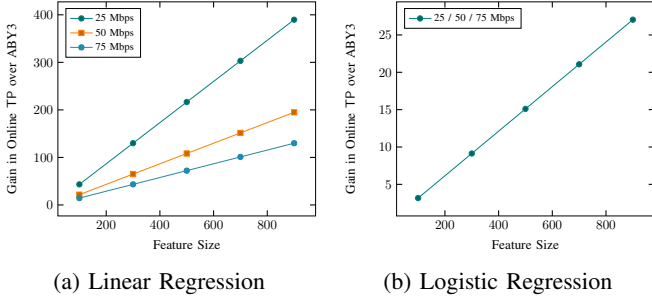 Gain in Online TP over ABY3
400
300
200
100
0
25 Mbps
50 Mbps
75 Mbps
200
400
600
800
Feature Size
(a) Linear Regression
Gain in Online TP over ABY3
25
20
15
10
5
25 / 50 / 75 Mbps
200
400
600
800
Feature Size
(b) Logistic Regression